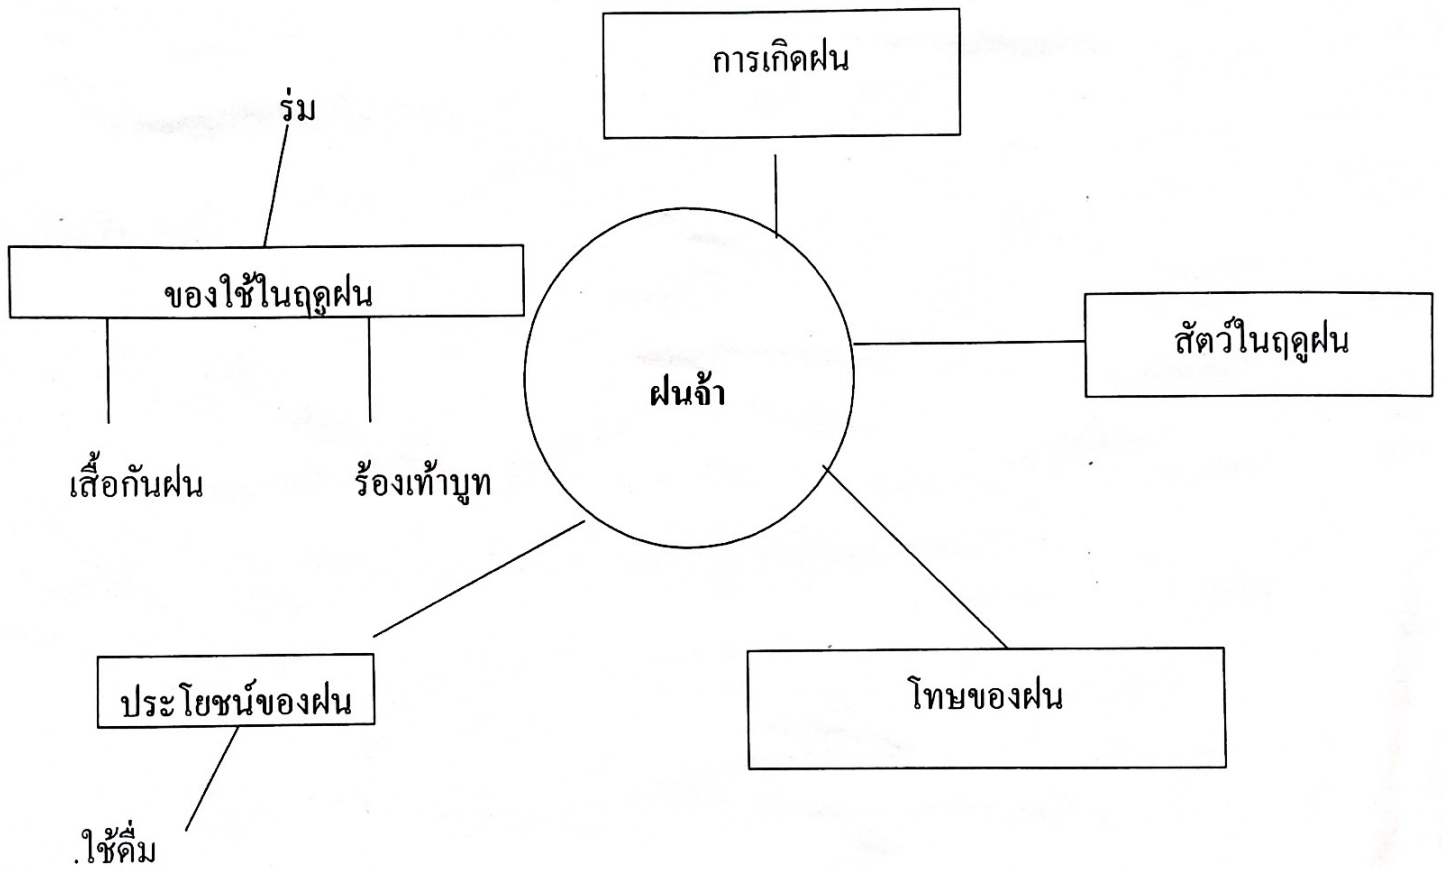 การเกิดฝน
ร่ม
ของใช้ในฤดูฝน
สัตว์ในฤดูฝน
ฝนจ้า
เสื้อกันฝน
ร้องเท้าบูท
ประโยชน์ของฝน
โทษของฝน
.ใช้ดื่ม